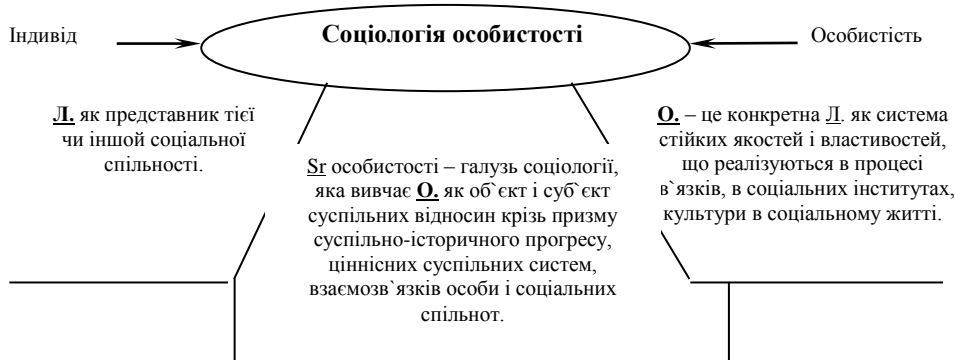 Індивід
Соціологія особистості
Особистість
Л. як представник тієї
чи іншой соціальної
спільності.
Sr особистості – галузь соціології,
яка вивчає О. як об`єкт і суб`єкт
суспільних відносин крізь призму
суспільно-історичного прогресу,
ціннісних суспільних систем,
взаємозв`язків особи і соціальних
спільнот.
О. – це конкретна Л. як система
стійких якостей і властивостей,
що реалізуються в процесі
в`язків, в соціальних інститутах,
культури в соціальному житті.